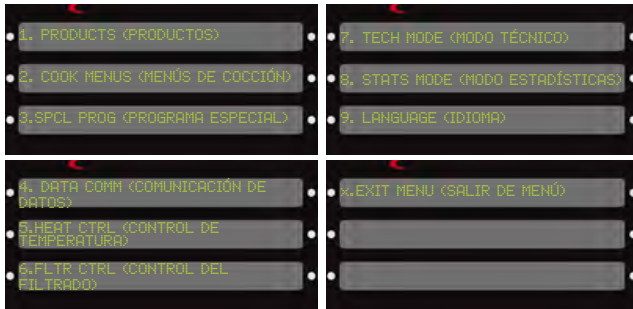 1. PRODUCTS (PRODUCTOS)
2. COOK MENUS (MENÚS DE COCCIÓN)
3.SPCL PROG (PROGRAMA ESPECIAL)
7. TECH MODE (MODO TÉCNICO)
8. STATS MODE (MODO ESTADÍSTICAS)
9. LANGUAGE (IDIOMA)
4. DATA COMM (COMUNICACIÓN DE
DATOS)
5.HEAT CTRL (CONTROL DE
TEMPERATURA)
6.FLTR CTRL (CONTROL DEL
FILTRADO)
x.EXIT MENU (SALIR DE MENÚ)